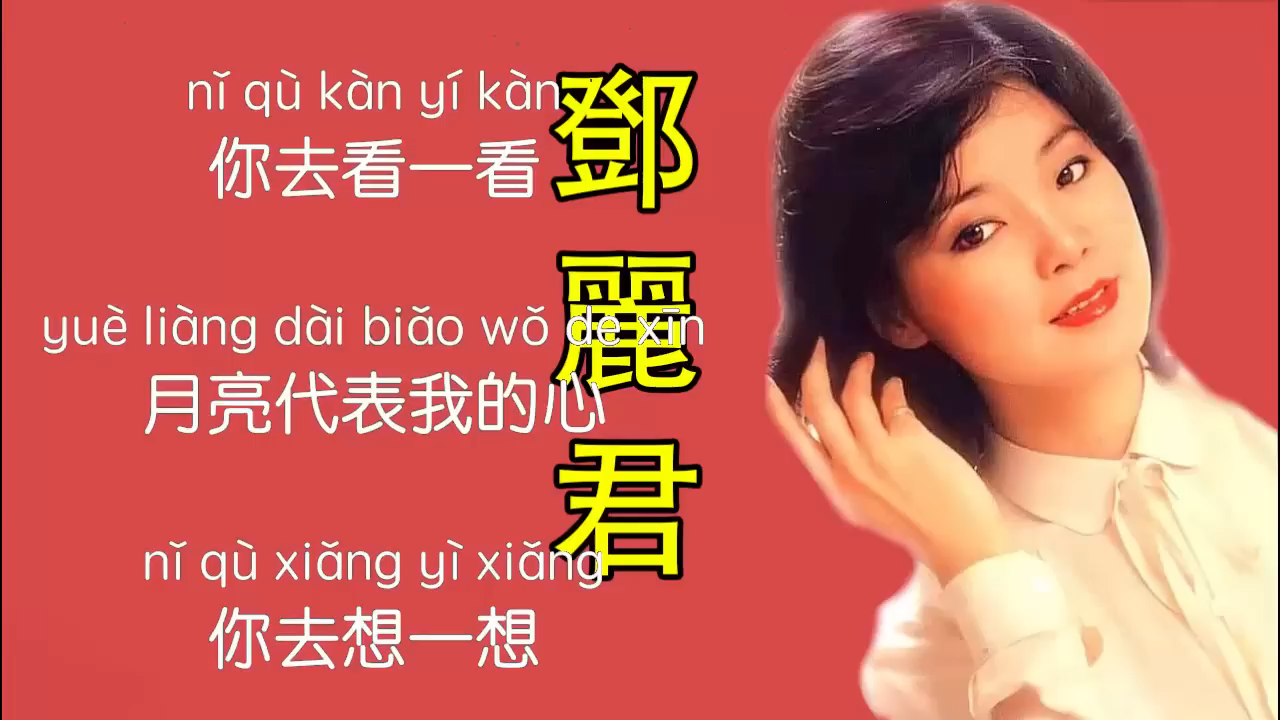 nǐ qù kàn yí kàn
你去看一看
yuè liàng dài biǎo wǒ de xīn
月亮代表我的心
nǐ qù xiǎng yì xiǎng
你去想一想
鄧麗君